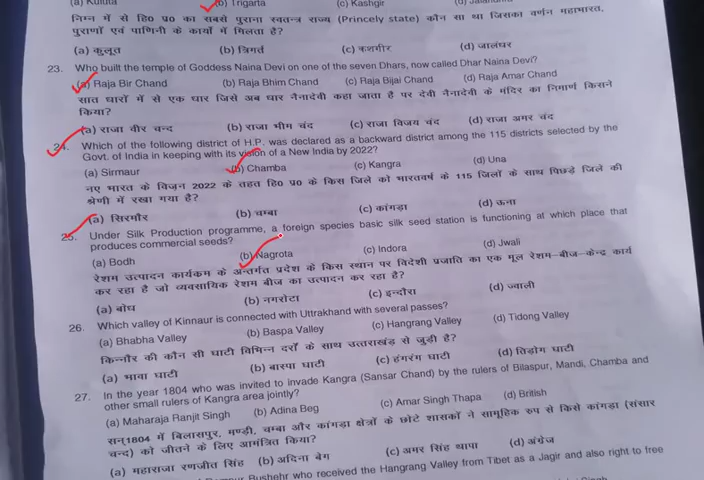 (a) Kuluta (b) Trigarta (c) Kashgir (d) Jalandhar
निम्न में से हि० प्र० का सबसे पुराना स्वतन्त्र राज्य (Princely state) कौन सा था जिसका वर्णन महाभारत,
पुराणों एवं पाणिनी के कार्यों में मिलता है?
(a) कुलूत (b) त्रिगर्त (c) कशगीर (d) जालंधर
23. Who built the temple of Goddess Naina Devi on one of the seven Dhars, now called Dhar Naina Devi?
(a) Raja Bir Chand (b) Raja Bhim Chand (c) Raja Bijai Chand (d) Raja Amar Chand
सात धारों में से एक धार जिसे अब धार नैनादेवी कहा जाता है पर देवी नैनादेवी के मंदिर का निमार्ण किसने
किया?
(a) राजा वीर चन्द (b) राजा भीम चंद (c) राजा विजय चंद (d) राजा अमर चंद
24. Which of the following district of H.P. was declared as a backward district among the 115 districts selected by the
Govt. of India in keeping with its vision of a New India by 2022?
(a) Sirmaur (b) Chamba (c) Kangra (d) Una
नए भारत के विजन 2022 के तहत हि० प्र० के किस जिले को भारतवर्ष के 115 जिलों के साथ पिछड़े जिले की
श्रेणी में रखा गया है?
(a) सिरमौर (b) चम्बा (c) कांगड़ा (d) ऊना
25. Under Silk Production programme, a foreign species basic silk seed station is functioning at which place that
produces commercial seeds?
(a) Bodh (b) Nagrota (c) Indora (d) Jwali
रेशम उत्पादन कार्यकम के अन्तर्गत प्रदेश के किस स्थान पर विदेशी प्रजाति का एक मूल रेशम-बीज-केन्द्र कार्य
कर रहा है जो व्यवसायिक रेशम बीज का उत्पादन कर रहा है?
(a) बोध (b) नगरोटा (c) इन्दौरा (d) ज्वाली
26. Which valley of Kinnaur is connected with Uttrakhand with several passes?
(a) Bhabha Valley (b) Baspa Valley (c) Hangrang Valley (d) Tidong Valley
किन्नौर की कौन सी घाटी विभिन्न दर्रों के साथ उत्तराखंड से जुड़ी है?
(a) भावा घाटी (b) बास्पा घाटी (c) हंगरंग घाटी (d) तिड़ोंग घाटी
27. In the year 1804 who was invited to invade Kangra (Sansar Chand) by the rulers of Bilaspur, Mandi, Chamba and
other small rulers of Kangra area jointly?
(a) Maharaja Ranjit Singh (b) Adina Beg (c) Amar Singh Thapa (d) British
सन्1804 में बिलासपुर, मण्डी, चम्बा और कांगड़ा क्षेत्रों के छोटे शासकों ने सामूहिक रुप से किसे कांगड़ा (संसार
चन्द) को जीतने के लिए आमंत्रित किया?
(a) महाराजा रणजीत सिंह (b) अदिना बेग (c) अमर सिंह थापा (d) अंग्रेज
Bushehr who received the Hangrang Valley from Tibet as a Jagir and also right to free